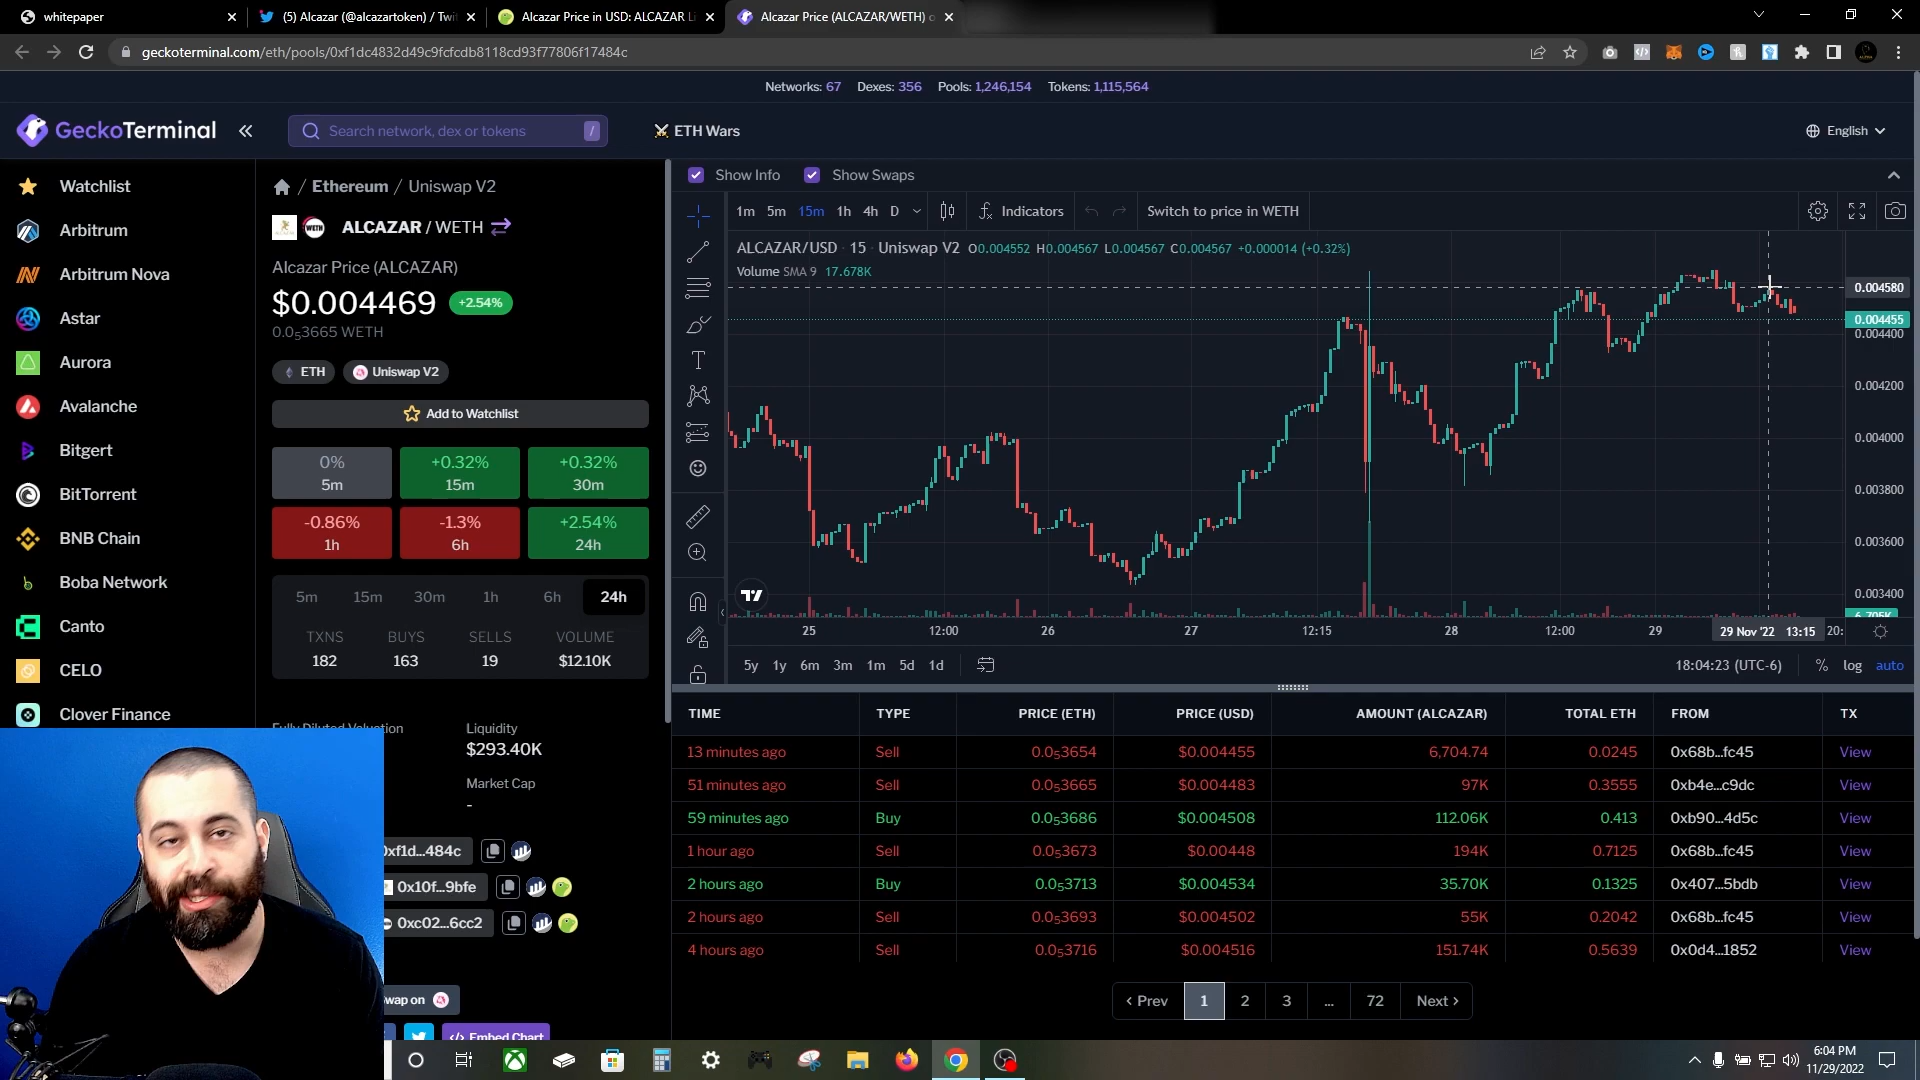 whitepaper
(5) Alcazar (@alcazartoken) / Twi
Alcazar Price in USD: ALCAZAR Li
Alcazar Price (ALCAZAR/WETH) o
geckoterminal.com/eth/pools/0xf1dc4832d49c9fcfcdb8118cd93f77806f17484c
Networks: 67 Dexes: 356 Pools: 1,246,154 Tokens: 1,115,564
GeckoTerminal
Search network, dex or tokens /
ETH Wars
English
Watchlist
Arbitrum
Arbitrum Nova
Astar
Aurora
Avalanche
Bitgert
BitTorrent
BNB Chain
Boba Network
Canto
CELO
Clover Finance
/ Ethereum / Uniswap V2
ALCAZAR / WETH
Alcazar Price (ALCAZAR)
$0.004469 +2.54%
0.0₅3665 WETH
ETH Uniswap V2
Add to Watchlist
0% +0.32% +0.32%
5m 15m 30m
-0.86% -1.3% +2.54%
1h 6h 24h
5m 15m 30m 1h 6h 24h
TXNS BUYS SELLS VOLUME
182 163 19 $12.10K
Fully Diluted Valuation
Liquidity
$293.40K
Market Cap
-
0xf1d...484c
0x10f...9bfe
0xc02...6cc2
wap on
</> Embed Chart
Show Info Show Swaps
1m 5m 15m 1h 4h D Indicators Switch to price in WETH
ALCAZAR/USD · 15 · Uniswap V2 O0.004552 H0.004567 L0.004567 C0.004567 +0.000014 (+0.32%)
Volume SMA 9 17.678K
0.004580
0.004455
0.004400
0.004200
0.004000
0.003800
0.003600
0.003400
6.705K
25 12:00 26 27 12:15 28 12:00 29 29 Nov '22 13:15 20:
5y 1y 6m 3m 1m 5d 1d 18:04:23 (UTC-6) % log auto
TIME TYPE PRICE (ETH) PRICE (USD) AMOUNT (ALCAZAR) TOTAL ETH FROM TX
13 minutes ago Sell 0.0₅3654 $0.004455 6,704.74 0.0245 0x68b...fc45 View
51 minutes ago Sell 0.0₅3665 $0.004483 97K 0.3555 0xb4e...c9dc View
59 minutes ago Buy 0.0₅3686 $0.004508 112.06K 0.413 0xb90...4d5c View
1 hour ago Sell 0.0₅3673 $0.00448 194K 0.7125 0x68b...fc45 View
2 hours ago Buy 0.0₅3713 $0.004534 35.70K 0.1325 0x407...5bdb View
2 hours ago Sell 0.0₅3693 $0.004502 55K 0.2042 0x68b...fc45 View
4 hours ago Sell 0.0₅3716 $0.004516 151.74K 0.5639 0x0d4...1852 View
‹ Prev 1 2 3 ... 72 Next ›
6:04 PM
11/29/2022